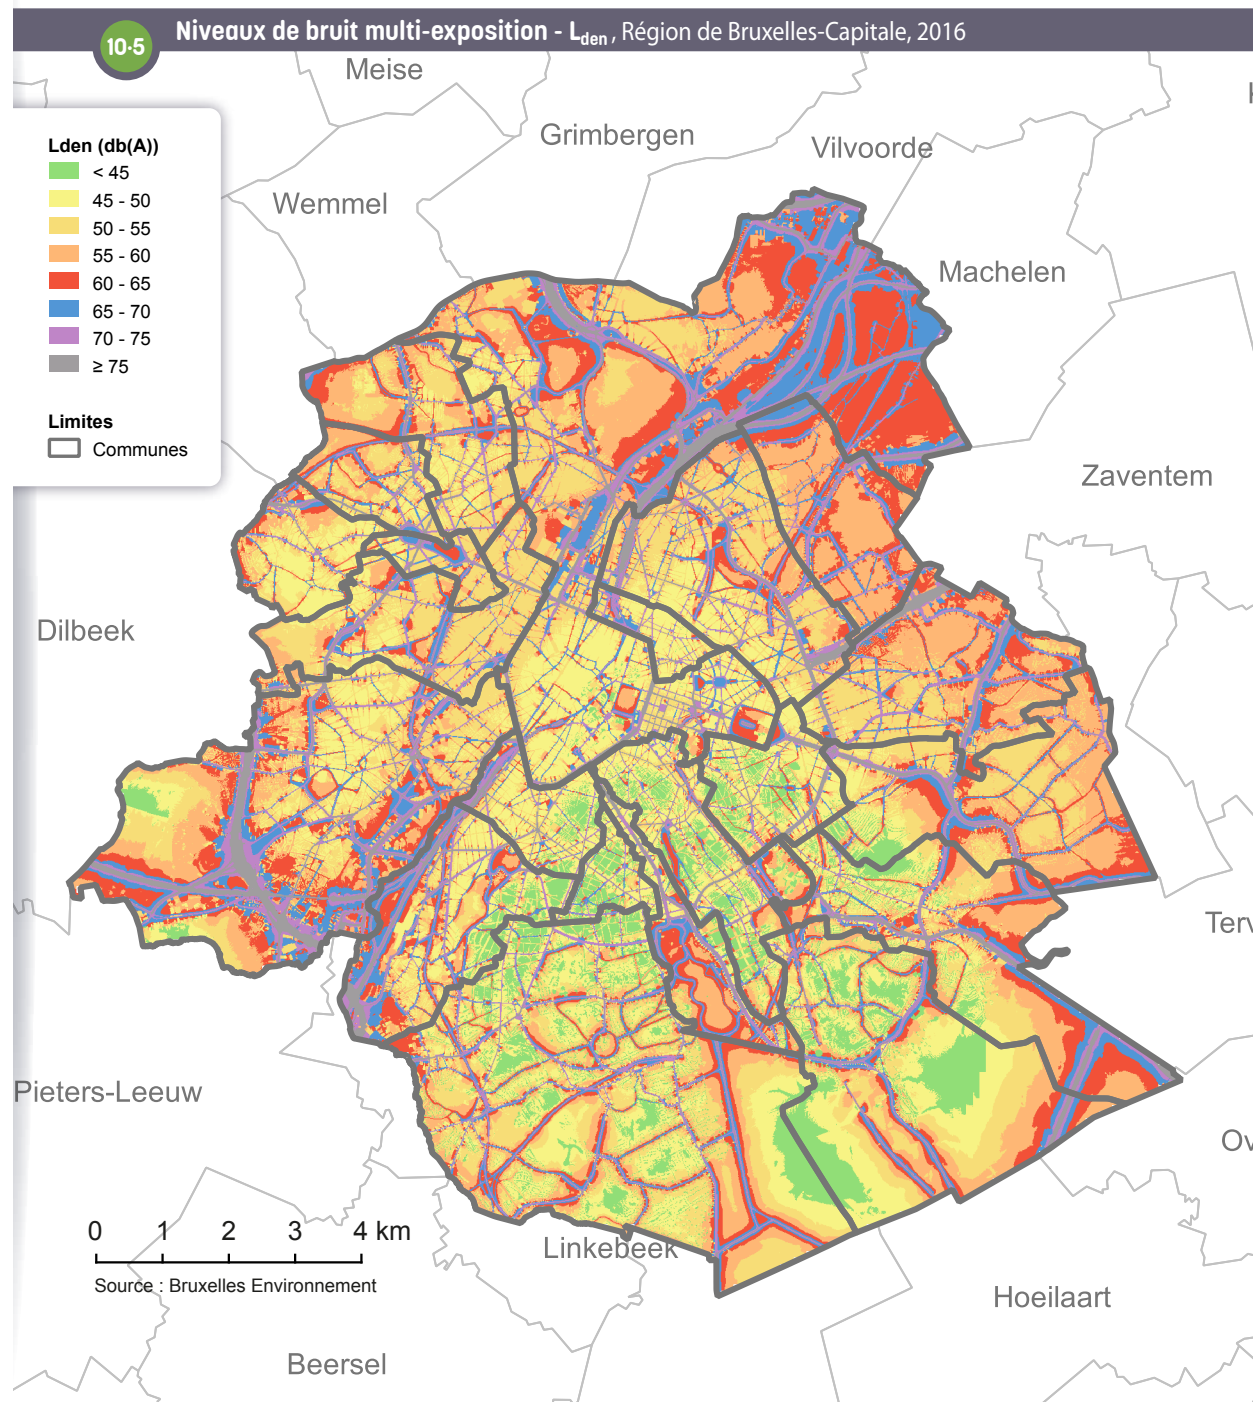 10·5
Niveaux de bruit multi-exposition - Lden, Région de Bruxelles-Capitale, 2016
Meise
Grimbergen
Vilvoorde
Wemmel
Machelen
Zaventem
Dilbeek
Lden (db(A))
< 45
45 - 50
50 - 55
55 - 60
60 - 65
65 - 70
70 - 75
≥ 75
Limites
Communes
Terv
Pieters-Leeuw
Ov
0 1 2 3 4 km
Source : Bruxelles Environnement
Linkebeek
Hoeilaart
Beersel